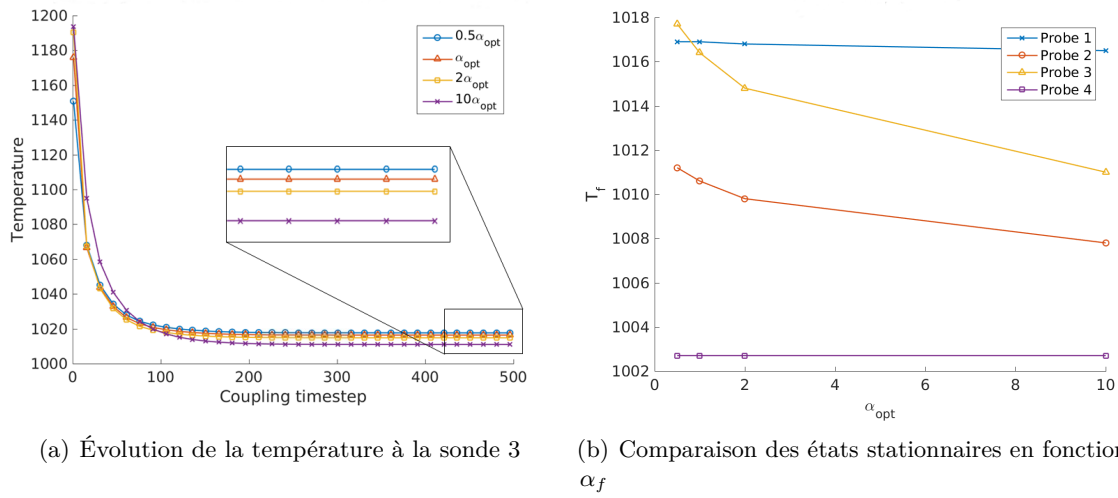 1200
1180
1160
1140
1120
1100
1080
1060
1040
1020
1000
Temperature
0 100 200 300 400 500
Coupling timestep
0.5α_opt
α_opt
2α_opt
10α_opt
1018
1016
1014
1012
1010
1008
1006
1004
1002
T_f
0 2 4 6 8 10
α_opt
Probe 1
Probe 2
Probe 3
Probe 4
(a) Évolution de la température à la sonde 3
(b) Comparaison des états stationnaires en fonction
α_f